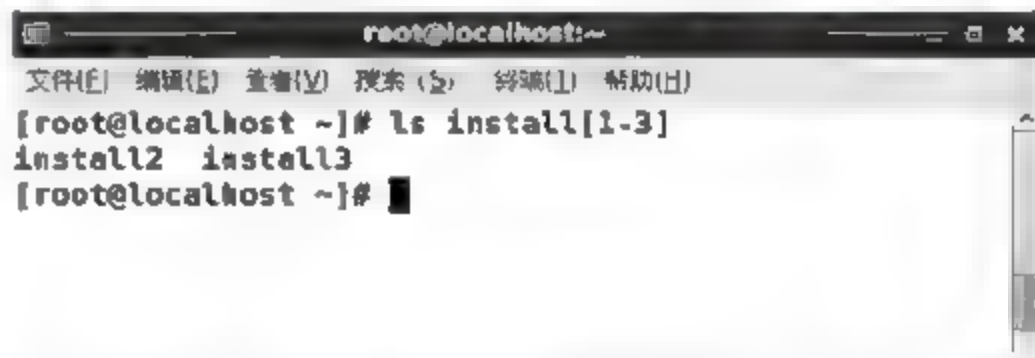 root@localhost:~
文件(F) 编辑(E) 查看(V) 搜索(S) 终端(T) 帮助(H)
[root@localhost ~]# ls install[1-3]
install2 install3
[root@localhost ~]#